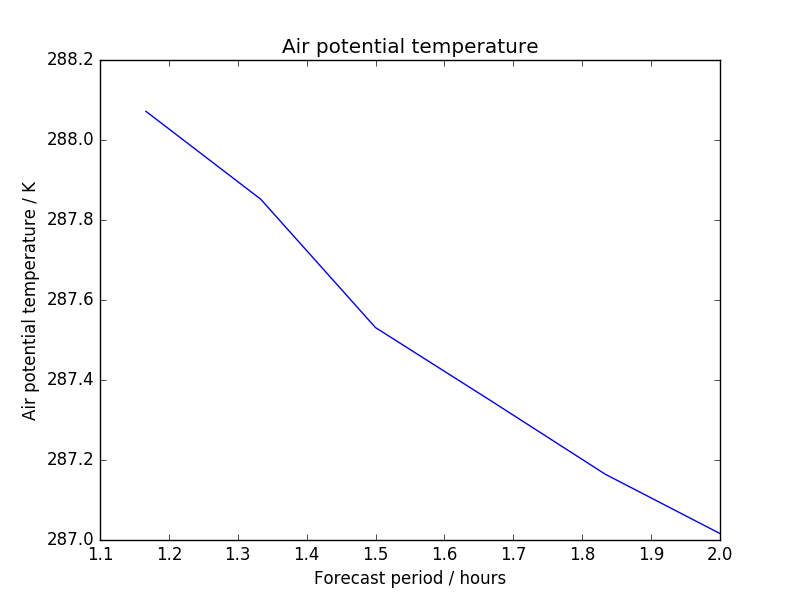 Air potential temperature
288.2
288.0
287.8
287.6
287.4
287.2
287.0
Air potential temperature / K
1.1 1.2 1.3 1.4 1.5 1.6 1.7 1.8 1.9 2.0
Forecast period / hours